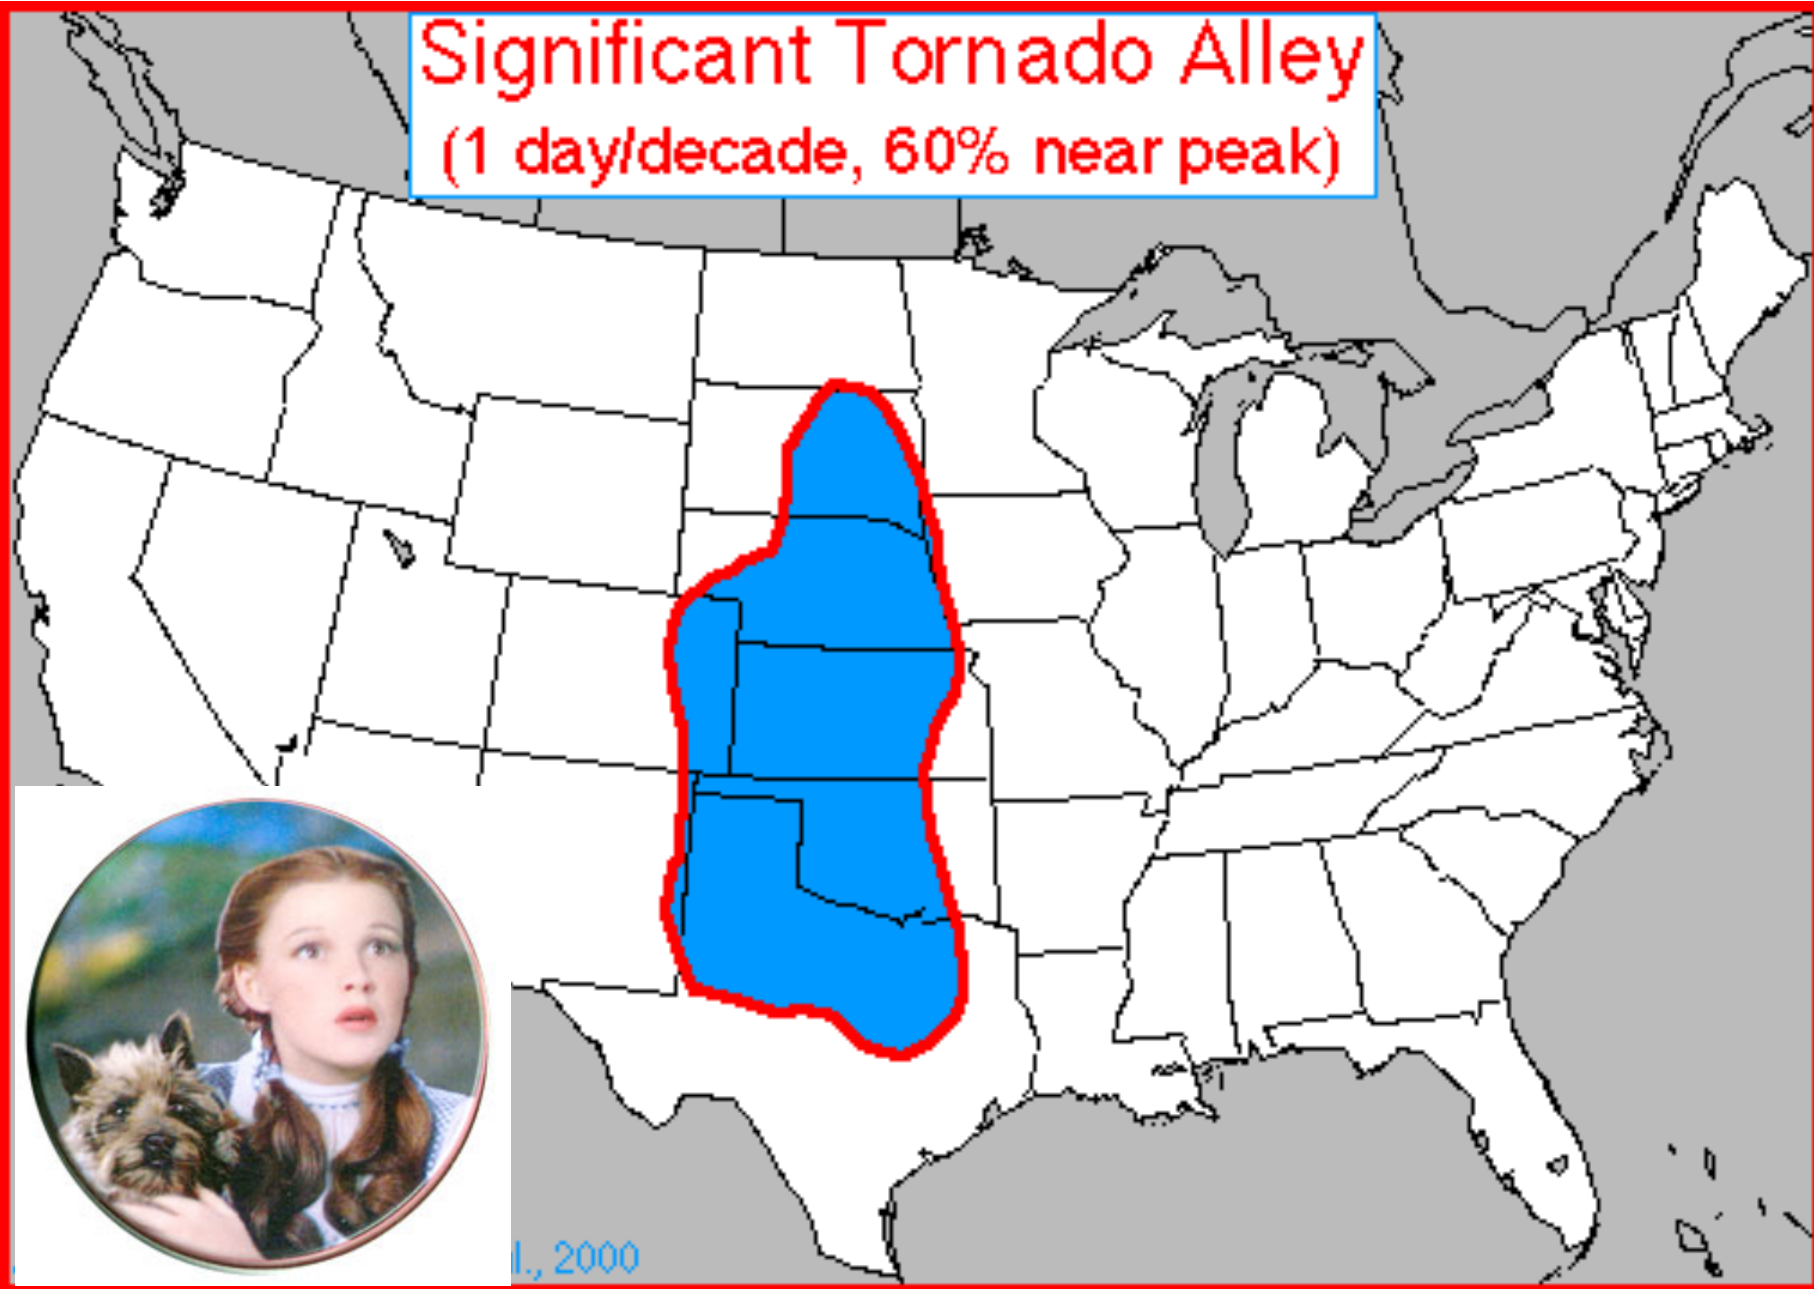 Significant Tornado Alley
(1 day/decade, 60% near peak)
l., 2000